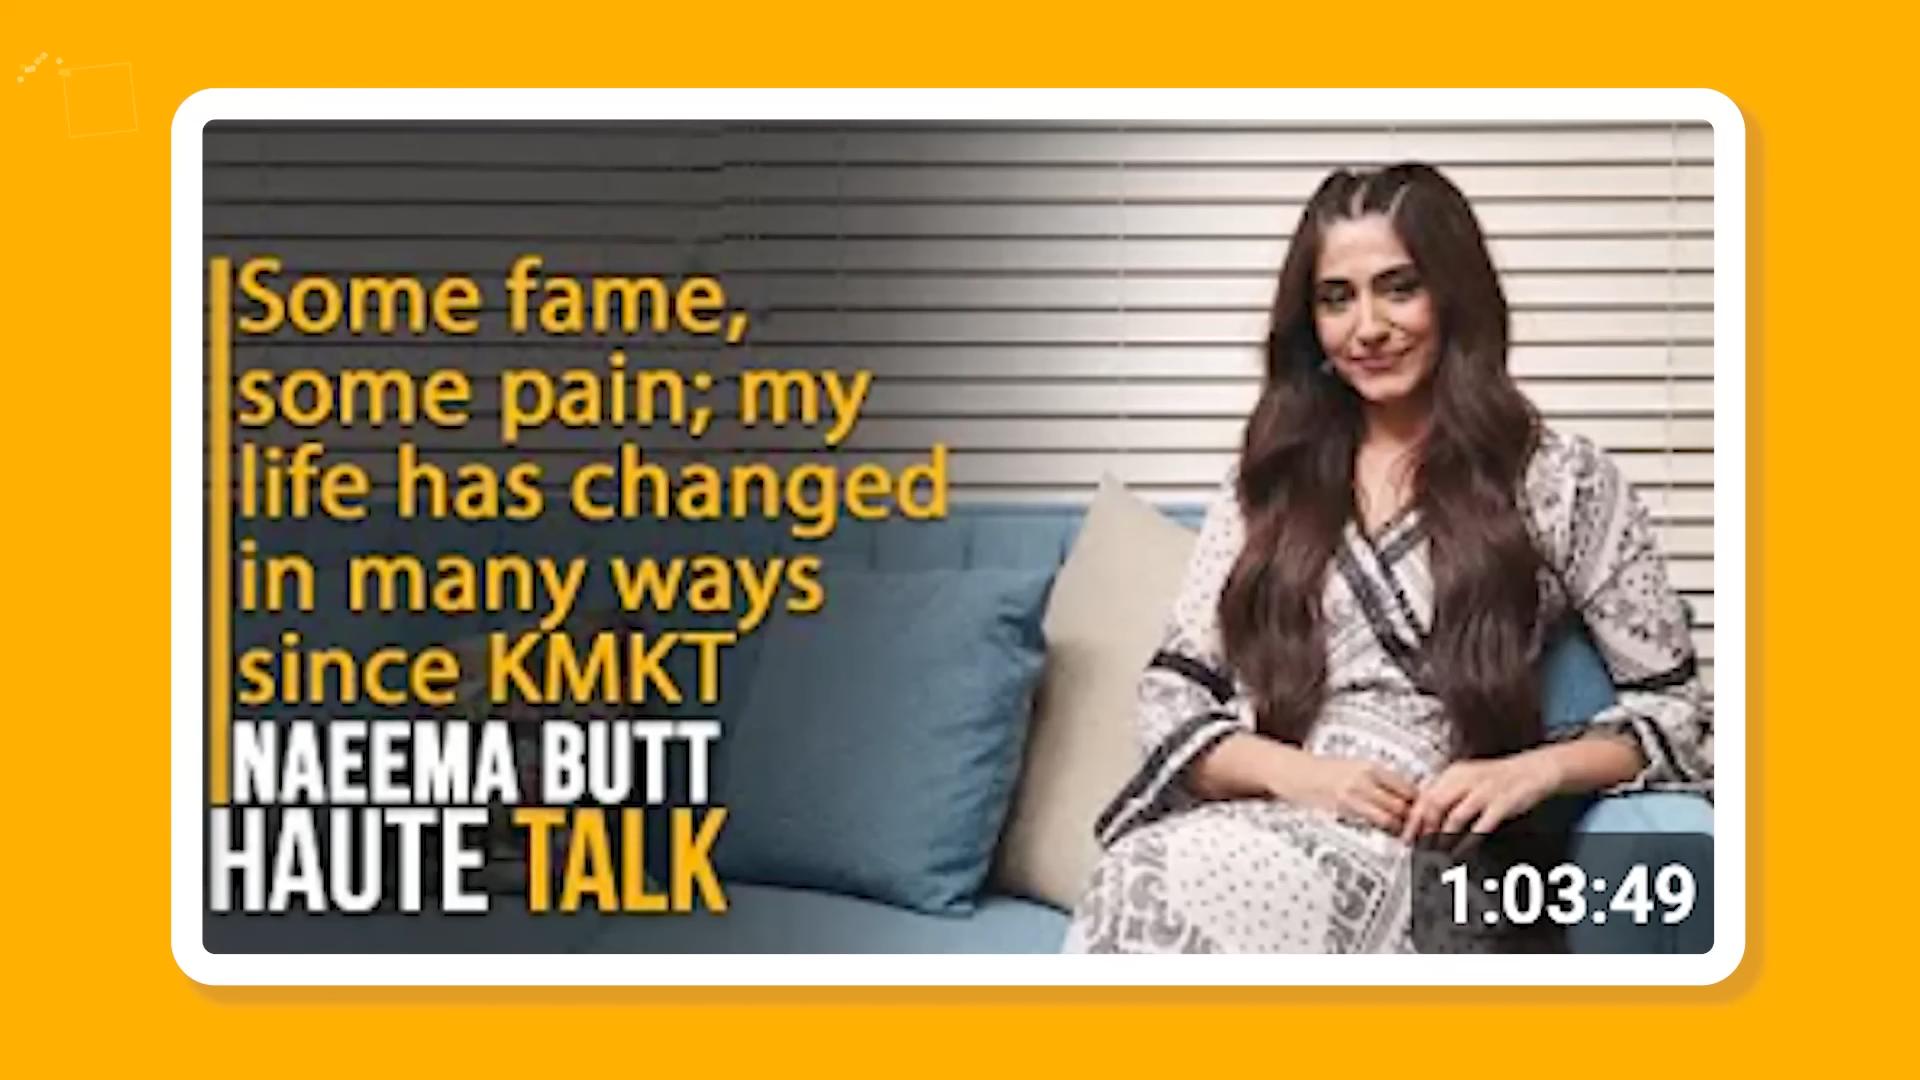 Some fame,
some pain; my
life has changed
in many ways
since KMKT
NAEEMA BUTT
HAUTE TALK
1:03:49